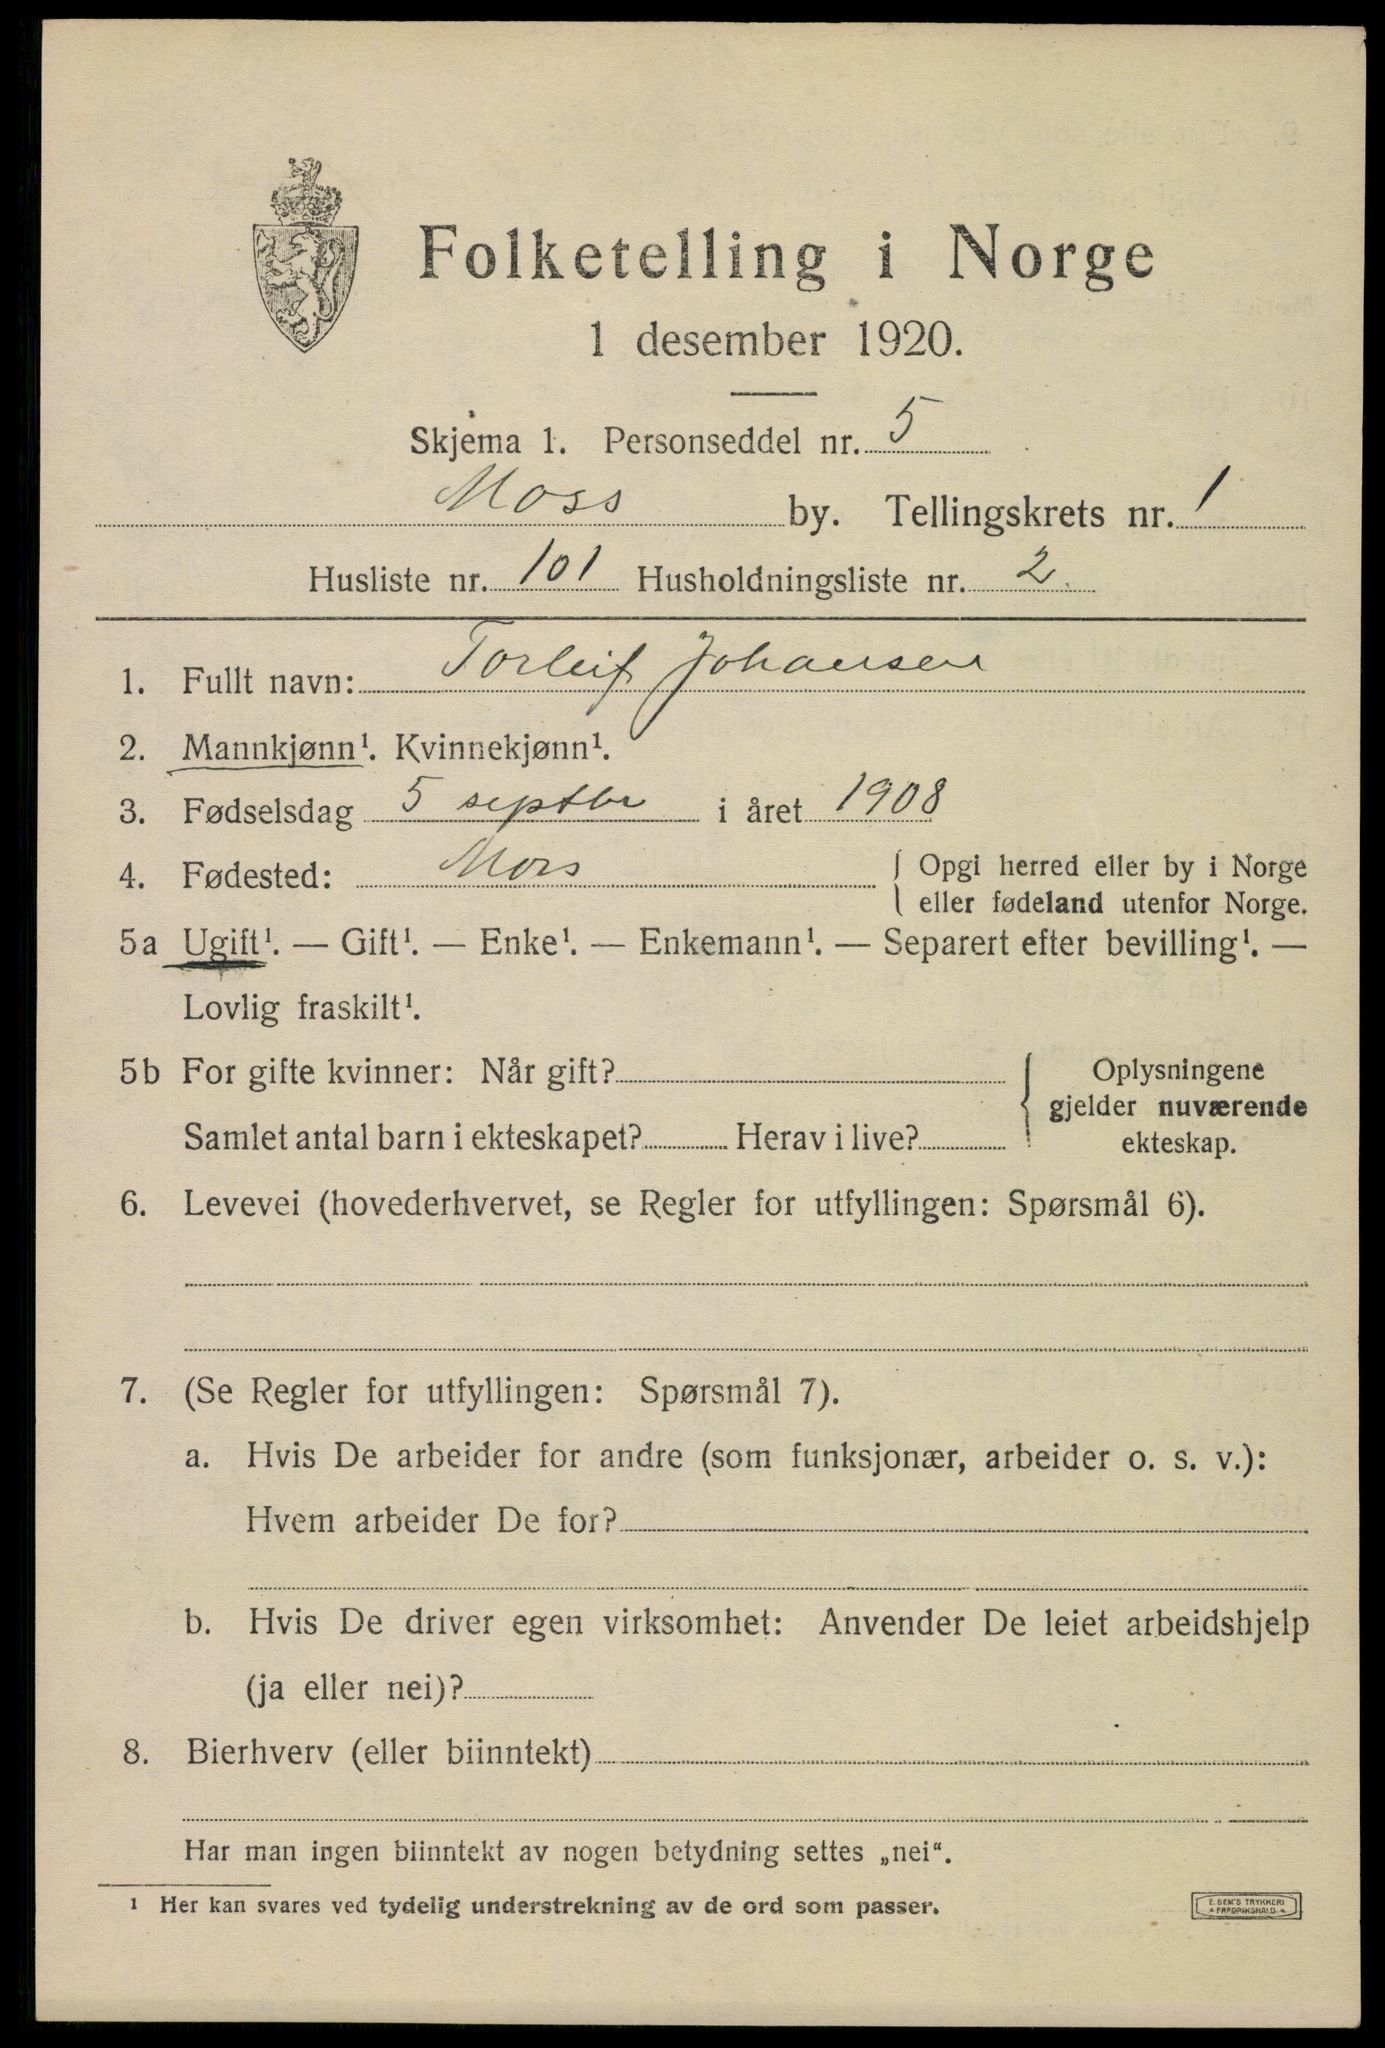 Folketelling i Norge
1 desember 1920.
Skjema 1. Personseddel nr. 5
Moss by. Tellingskrets nr. 1
Husliste nr. 101 Husholdningsliste nr. 2.
1. Fullt navn: Torleif Johansen
2. Mannkjønn¹. Kvinnekjønn¹.
3. Fødselsdag 5 septbr i året 1908
4. Fødested: Moss { Opgi herred eller by i Norge
eller fødeland utenfor Norge.
5a Ugift¹. — Gift¹. — Enke¹. — Enkemann¹. — Separert efter bevilling¹. —
Lovlig fraskilt¹.
5b For gifte kvinner: Når gift? { Oplysningene
gjelder nuværende
Samlet antal barn i ekteskapet? Herav i live? ekteskap.
6. Levevei (hovederhvervet, se Regler for utfyllingen: Spørsmål 6).
7. (Se Regler for utfyllingen: Spørsmål 7).
a. Hvis De arbeider for andre (som funksjonær, arbeider o. s. v.):
Hvem arbeider De for?
b. Hvis De driver egen virksomhet: Anvender De leiet arbeidshjelp
(ja eller nei)?
8. Bierhverv (eller biinntekt)
Har man ingen biinntekt av nogen betydning settes „nei“.
¹ Her kan svares ved tydelig understrekning av de ord som passer.
E. SEM'S TRYKKERI
FREDRIKSHALD